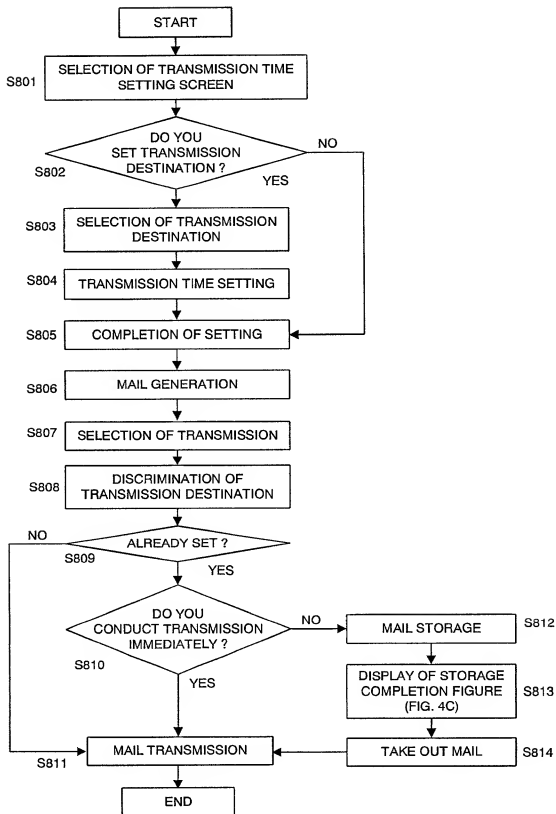 START
S801
SELECTION OF TRANSMISSION TIME
SETTING SCREEN
DO YOU
SET TRANSMISSION
DESTINATION ?
NO
S802
YES
S803
SELECTION OF TRANSMISSION
DESTINATION
S804
TRANSMISSION TIME SETTING
S805
COMPLETION OF SETTING
S806
MAIL GENERATION
S807
SELECTION OF TRANSMISSION
S808
DISCRIMINATION OF
TRANSMISSION DESTINATION
NO
ALREADY SET ?
S809
YES
DO YOU
CONDUCT TRANSMISSION
IMMEDIATELY ?
NO
S810
YES
MAIL STORAGE
S812
DISPLAY OF STORAGE
COMPLETION FIGURE
(FIG. 4C)
S813
S811
MAIL TRANSMISSION
TAKE OUT MAIL
S814
END